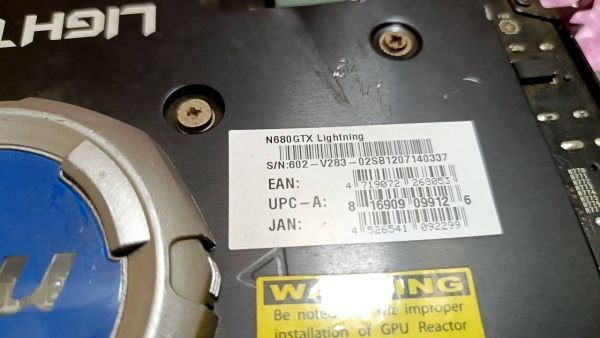 LIGHT
N680GTX Lightning
S/N:602-V283-02SB1207140337
EAN: 4 719072 269053
UPC-A: 8 16909 09912 6
JAN: 4 526541 092299
WARNING
Be noted the improper
installation of GPU Reactor